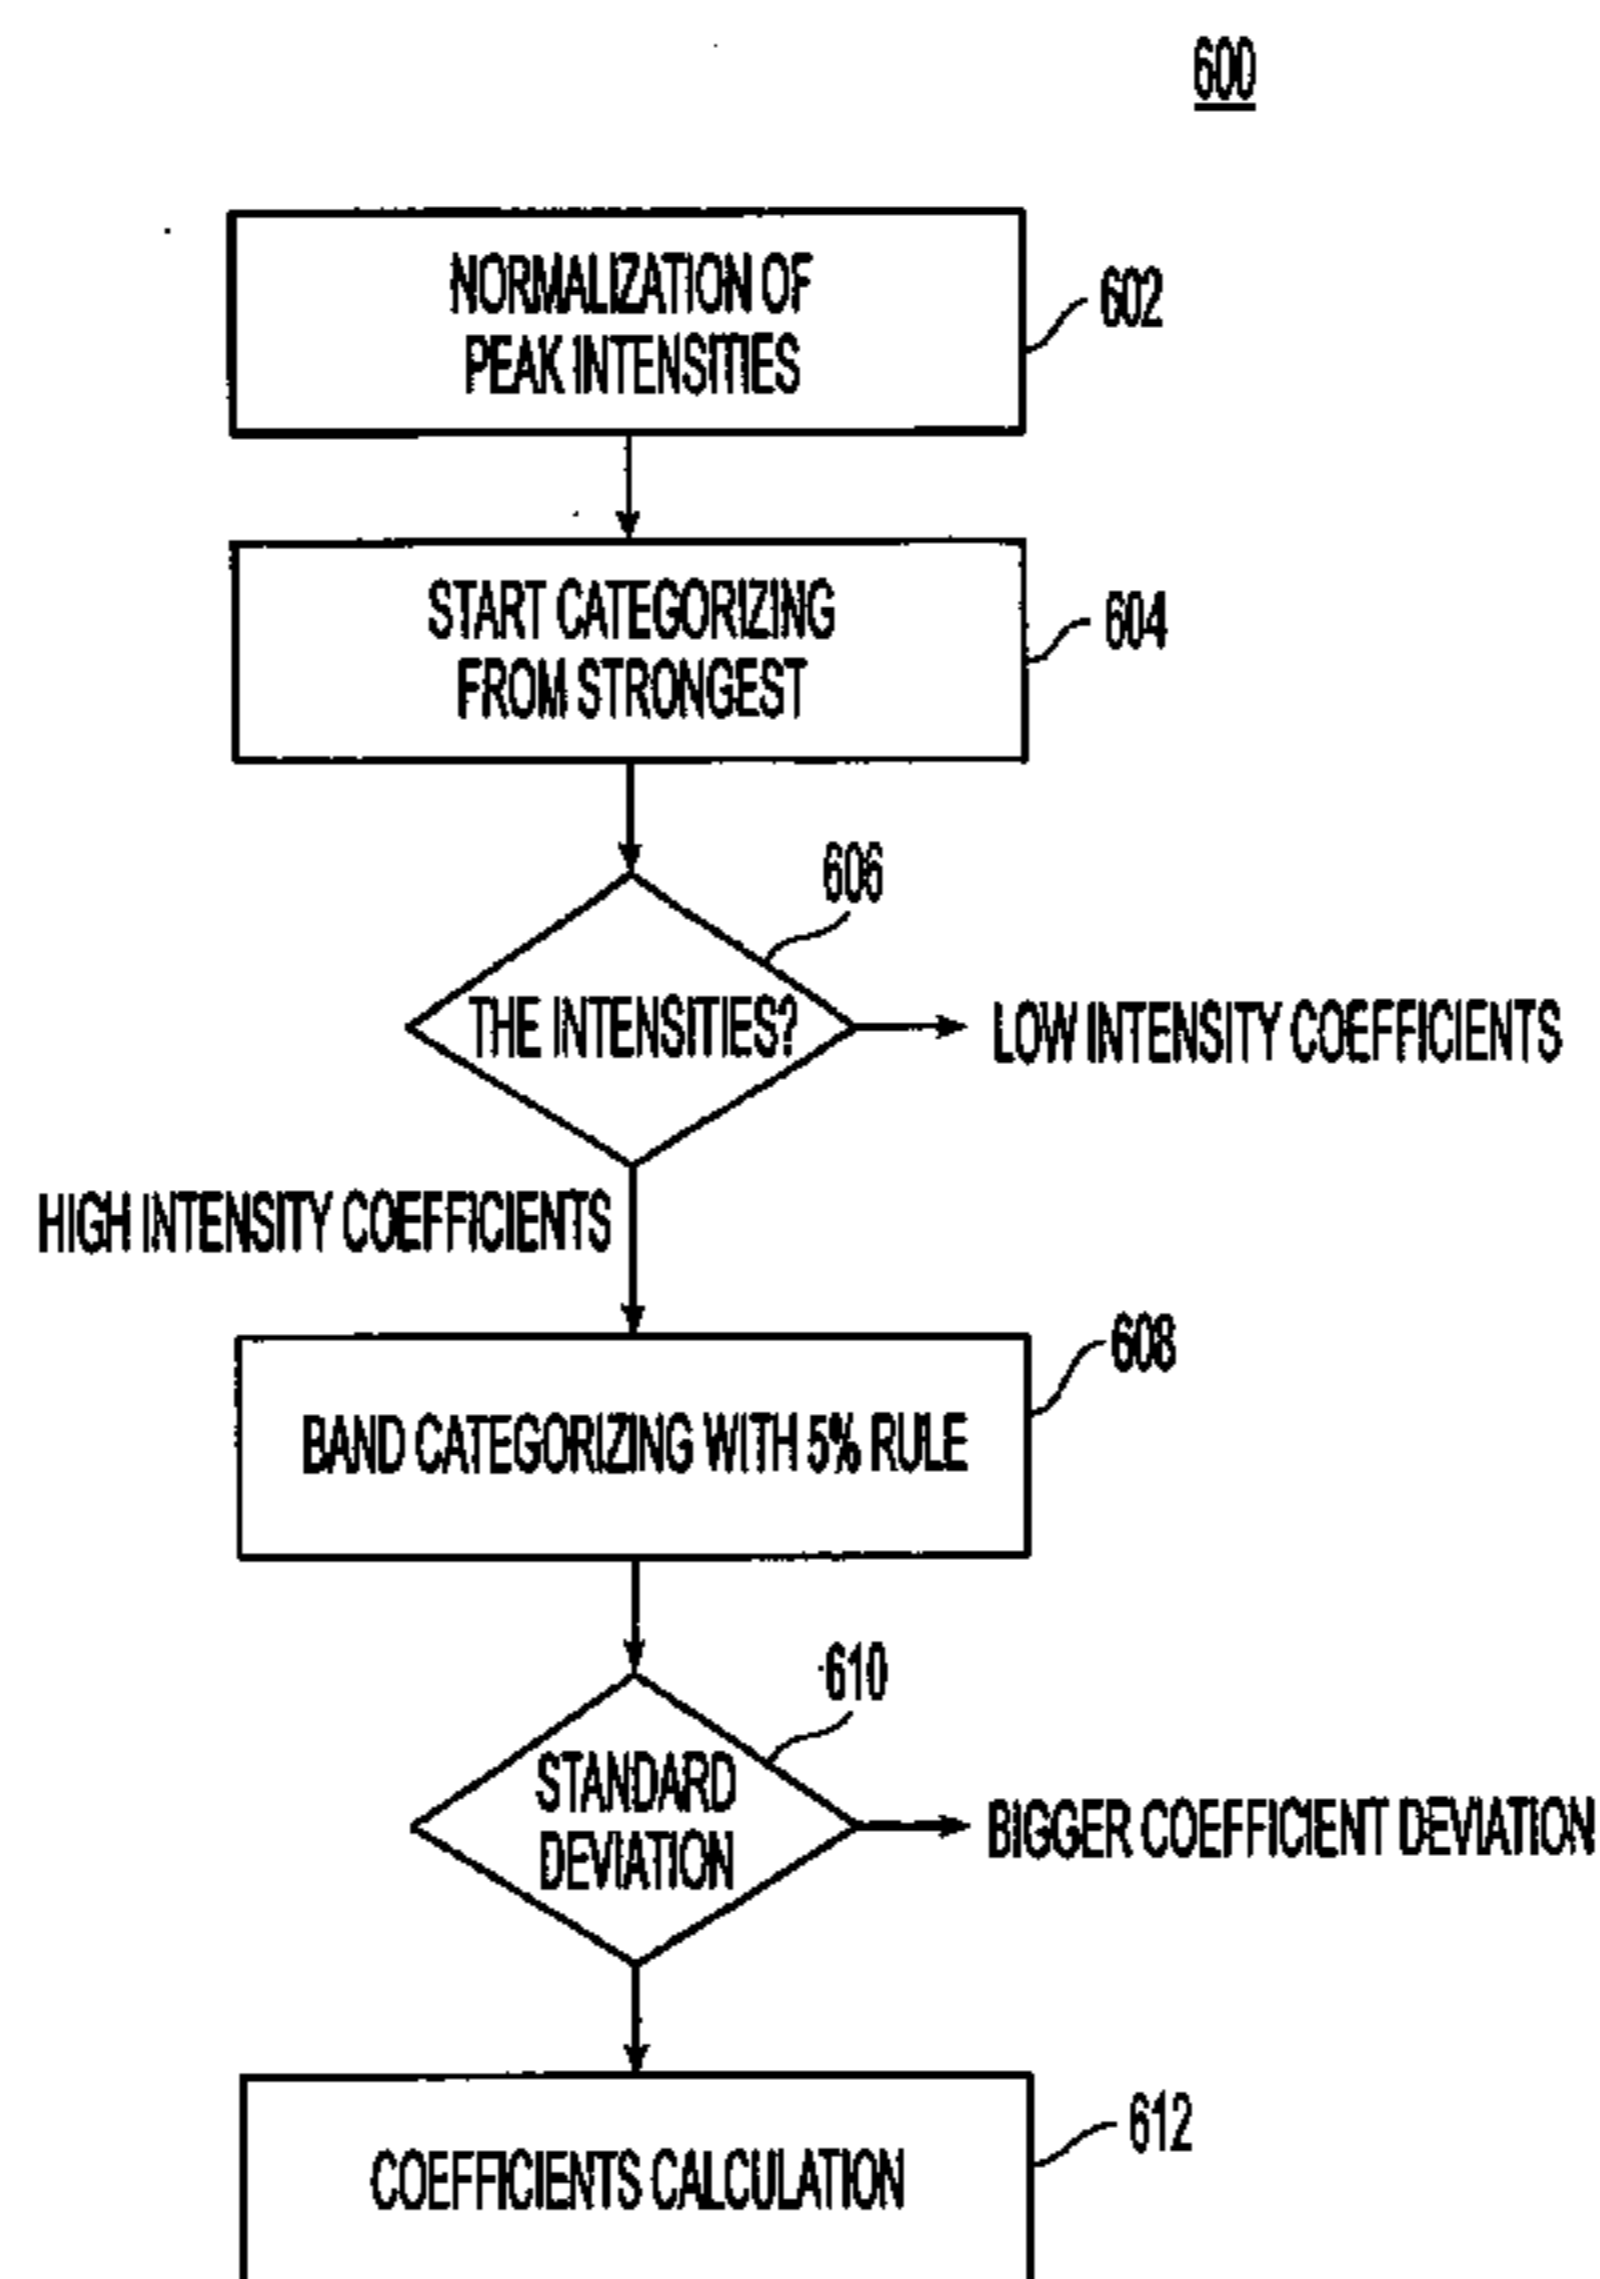 600
NORMALIZATION OF
PEAK INTENSITIES
602
START CATEGORIZING
FROM STRONGEST
604
606
THE INTENSITIES?
LOW INTENSITY COEFFICIENTS
HIGH INTENSITY COEFFICIENTS
608
BAND CATEGORIZING WITH 5% RULE
610
STANDARD
DEVIATION
BIGGER COEFFICIENT DEVIATION
612
COEFFICIENTS CALCULATION